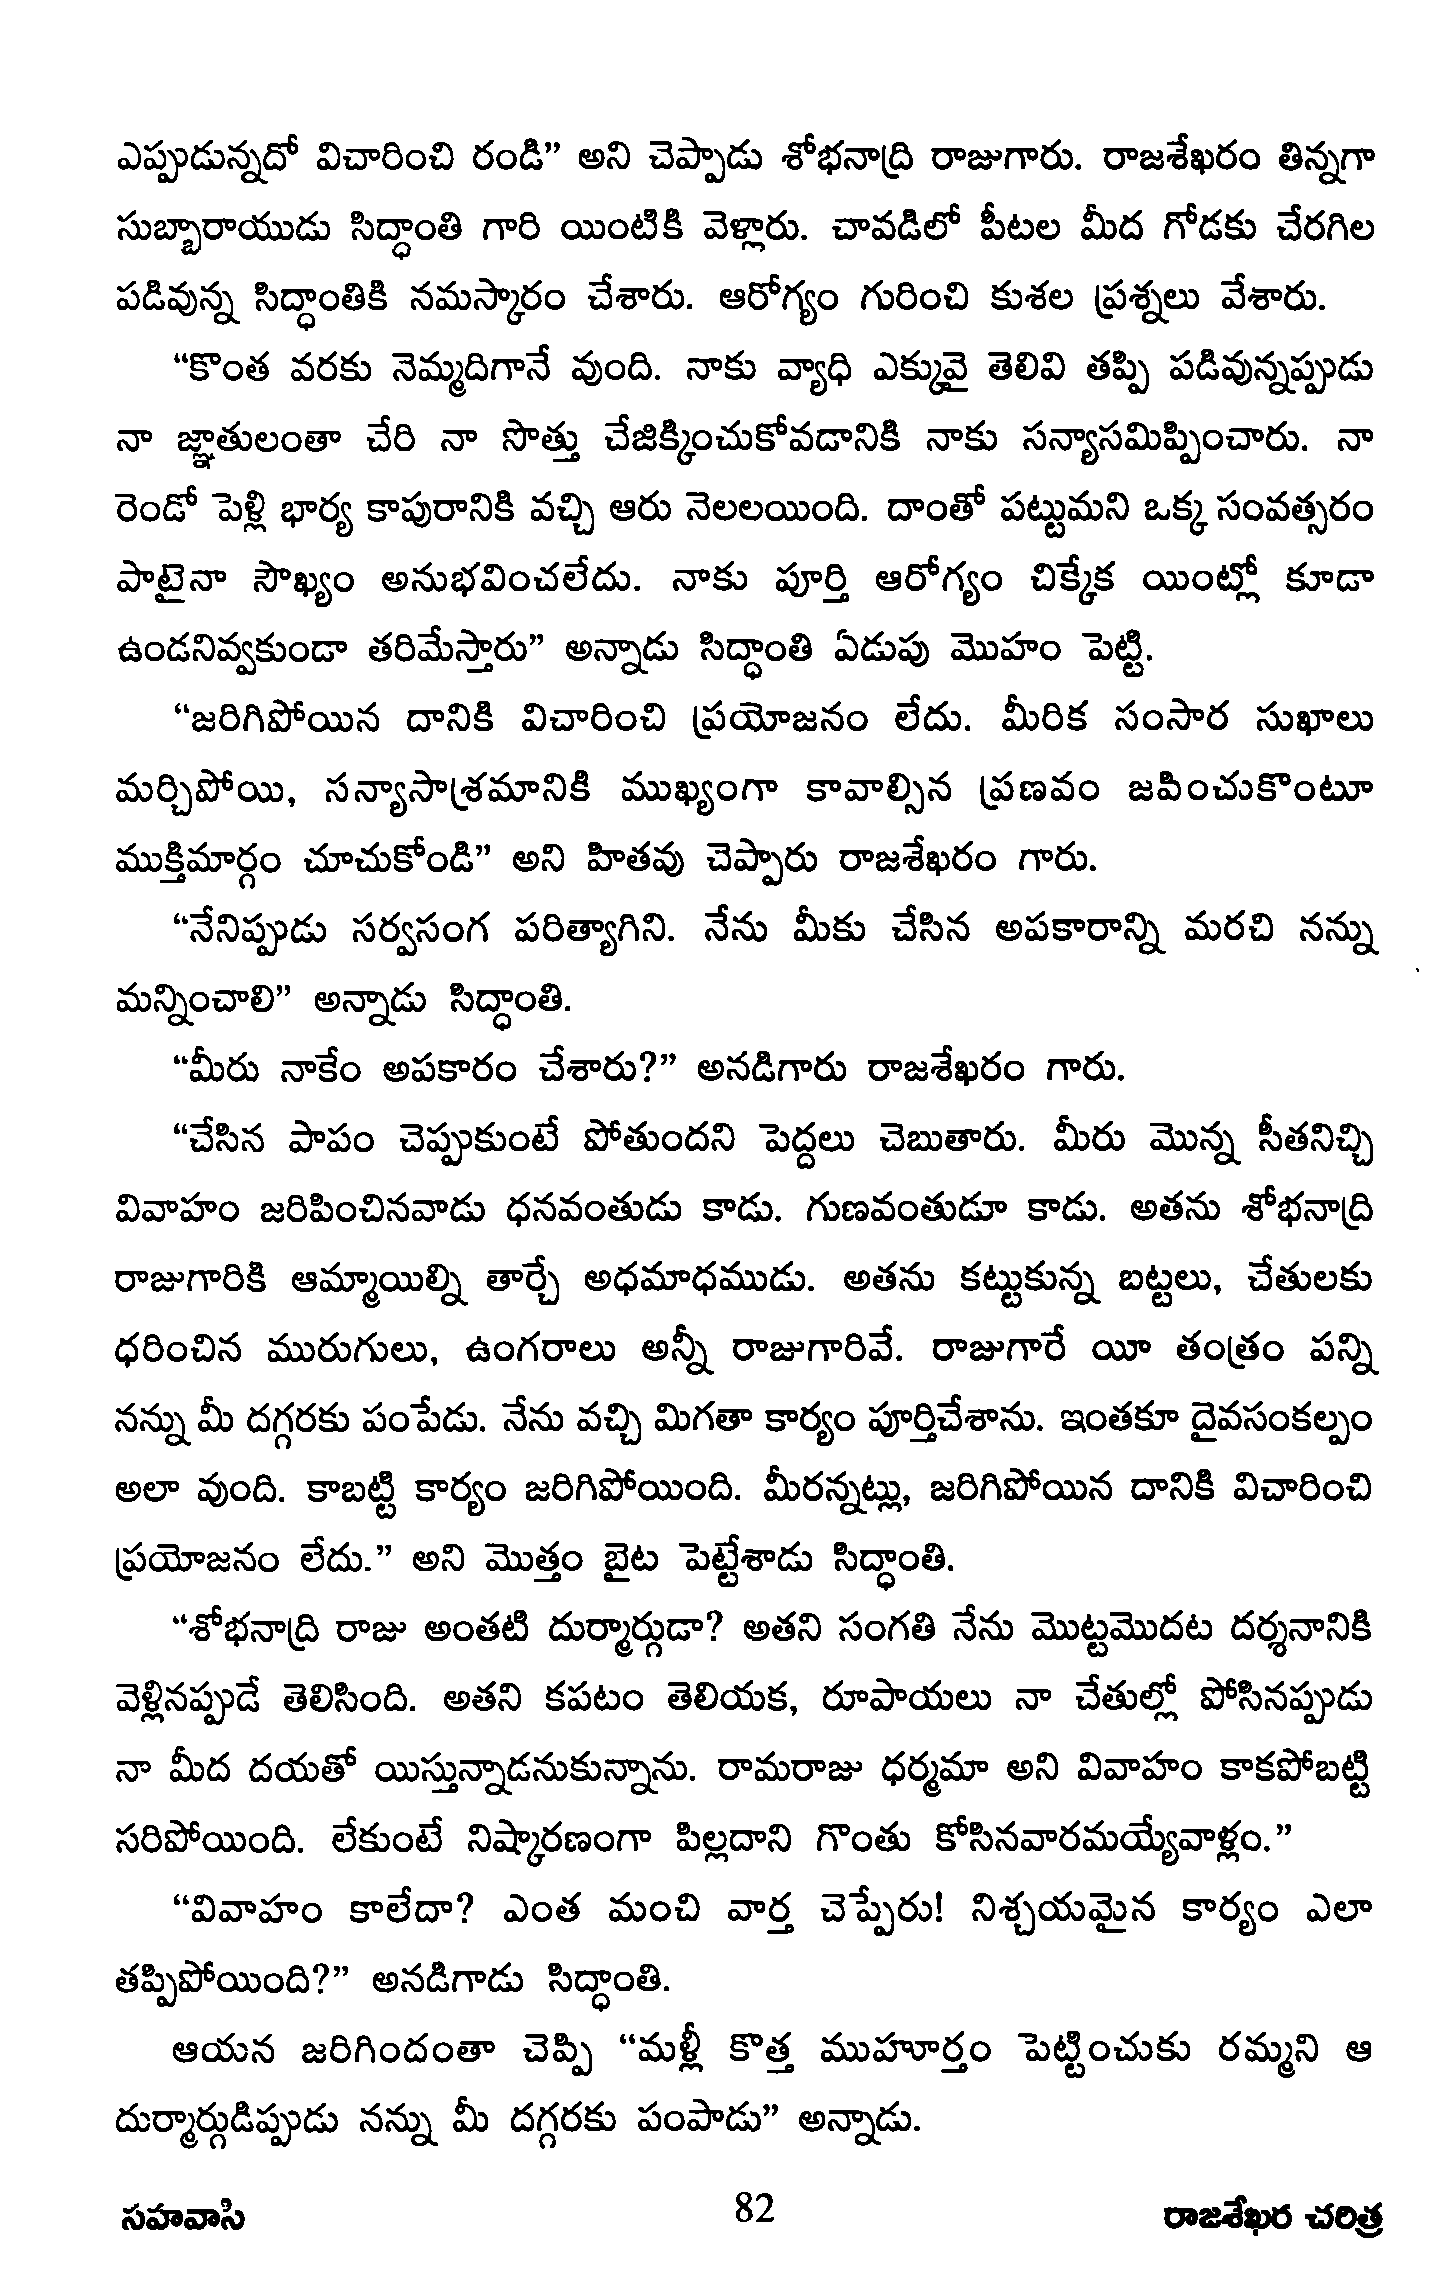 ఎప్పుడున్నదో విచారించి రండి” అని చెప్పాడు శోభనాద్రి రాజుగారు. రాజశేఖరం తిన్నగా
సుబ్బారాయుడు సిద్ధాంతి గారి యింటికి వెళ్లారు. చావడిలో పీటల మీద గోడకు చేరగిల
పడివున్న సిద్ధాంతికి నమస్కారం చేశారు. ఆరోగ్యం గురించి కుశల ప్రశ్నలు వేశారు.
“కొంత వరకు నెమ్మదిగానే వుంది. నాకు వ్యాధి ఎక్కువై తెలివి తప్పి పడివున్నప్పుడు
నా జ్ఞాతులంతా చేరి నా సొత్తు చేజిక్కించుకోవడానికి నాకు సన్యాసమిప్పించారు. నా
రెండో పెళ్లి భార్య కాపురానికి వచ్చి ఆరు నెలలయింది. దాంతో పట్టుమని ఒక్క సంవత్సరం
పాటైనా సౌఖ్యం అనుభవించలేదు. నాకు పూర్తి ఆరోగ్యం చిక్కేక యింట్లో కూడా
ఉండనివ్వకుండా తరిమేస్తారు” అన్నాడు సిద్ధాంతి ఏడుపు మొహం పెట్టి.
“జరిగిపోయిన దానికి విచారించి ప్రయోజనం లేదు. మీరిక సంసార సుఖాలు
మర్చిపోయి, సన్యాసాశ్రమానికి ముఖ్యంగా కావాల్సిన ప్రణవం జపించుకొంటూ
ముక్తిమార్గం చూచుకోండి” అని హితవు చెప్పారు రాజశేఖరం గారు.
“నేనిప్పుడు సర్వసంగ పరిత్యాగిని. నేను మీకు చేసిన అపకారాన్ని మరచి నన్ను
మన్నించాలి” అన్నాడు సిద్ధాంతి.
“మీరు నాకేం అపకారం చేశారు?” అనడిగారు రాజశేఖరం గారు.
“చేసిన పాపం చెప్పుకుంటే పోతుందని పెద్దలు చెబుతారు. మీరు మొన్న సీతనిచ్చి
వివాహం జరిపించినవాడు ధనవంతుడు కాడు. గుణవంతుడూ కాడు. అతను శోభనాద్రి
రాజుగారికి ఆమ్మాయిల్ని తార్చే అధమాధముడు. అతను కట్టుకున్న బట్టలు, చేతులకు
ధరించిన మురుగులు, ఉంగరాలు అన్నీ రాజుగారివే. రాజుగారే యీ తంత్రం పన్ని
నన్ను మీ దగ్గరకు పంపేడు. నేను వచ్చి మిగతా కార్యం పూర్తిచేశాను. ఇంతకూ దైవసంకల్పం
అలా వుంది. కాబట్టి కార్యం జరిగిపోయింది. మీరన్నట్లు, జరిగిపోయిన దానికి విచారించి
ప్రయోజనం లేదు.” అని మొత్తం బైట పెట్టేశాడు సిద్ధాంతి.
“శోభనాద్రి రాజు అంతటి దుర్మార్గుడా? అతని సంగతి నేను మొట్టమొదట దర్శనానికి
వెళ్లినప్పుడే తెలిసింది. అతని కపటం తెలియక, రూపాయలు నా చేతుల్లో పోసినప్పుడు
నా మీద దయతో యిస్తున్నాడనుకున్నాను. రామరాజు ధర్మమా అని వివాహం కాకపోబట్టి
సరిపోయింది. లేకుంటే నిష్కారణంగా పిల్లదాని గొంతు కోసినవారమయ్యేవాళ్లం.”
“వివాహం కాలేదా? ఎంత మంచి వార్త చెప్పేరు! నిశ్చయమైన కార్యం ఎలా
తప్పిపోయింది?” అనడిగాడు సిద్ధాంతి.
ఆయన జరిగిందంతా చెప్పి “మళ్లీ కొత్త ముహూర్తం పెట్టించుకు రమ్మని ఆ
దుర్మార్గుడిప్పుడు నన్ను మీ దగ్గరకు పంపాడు” అన్నాడు.
సహవాసి 82 రాజశేఖర చరిత్ర